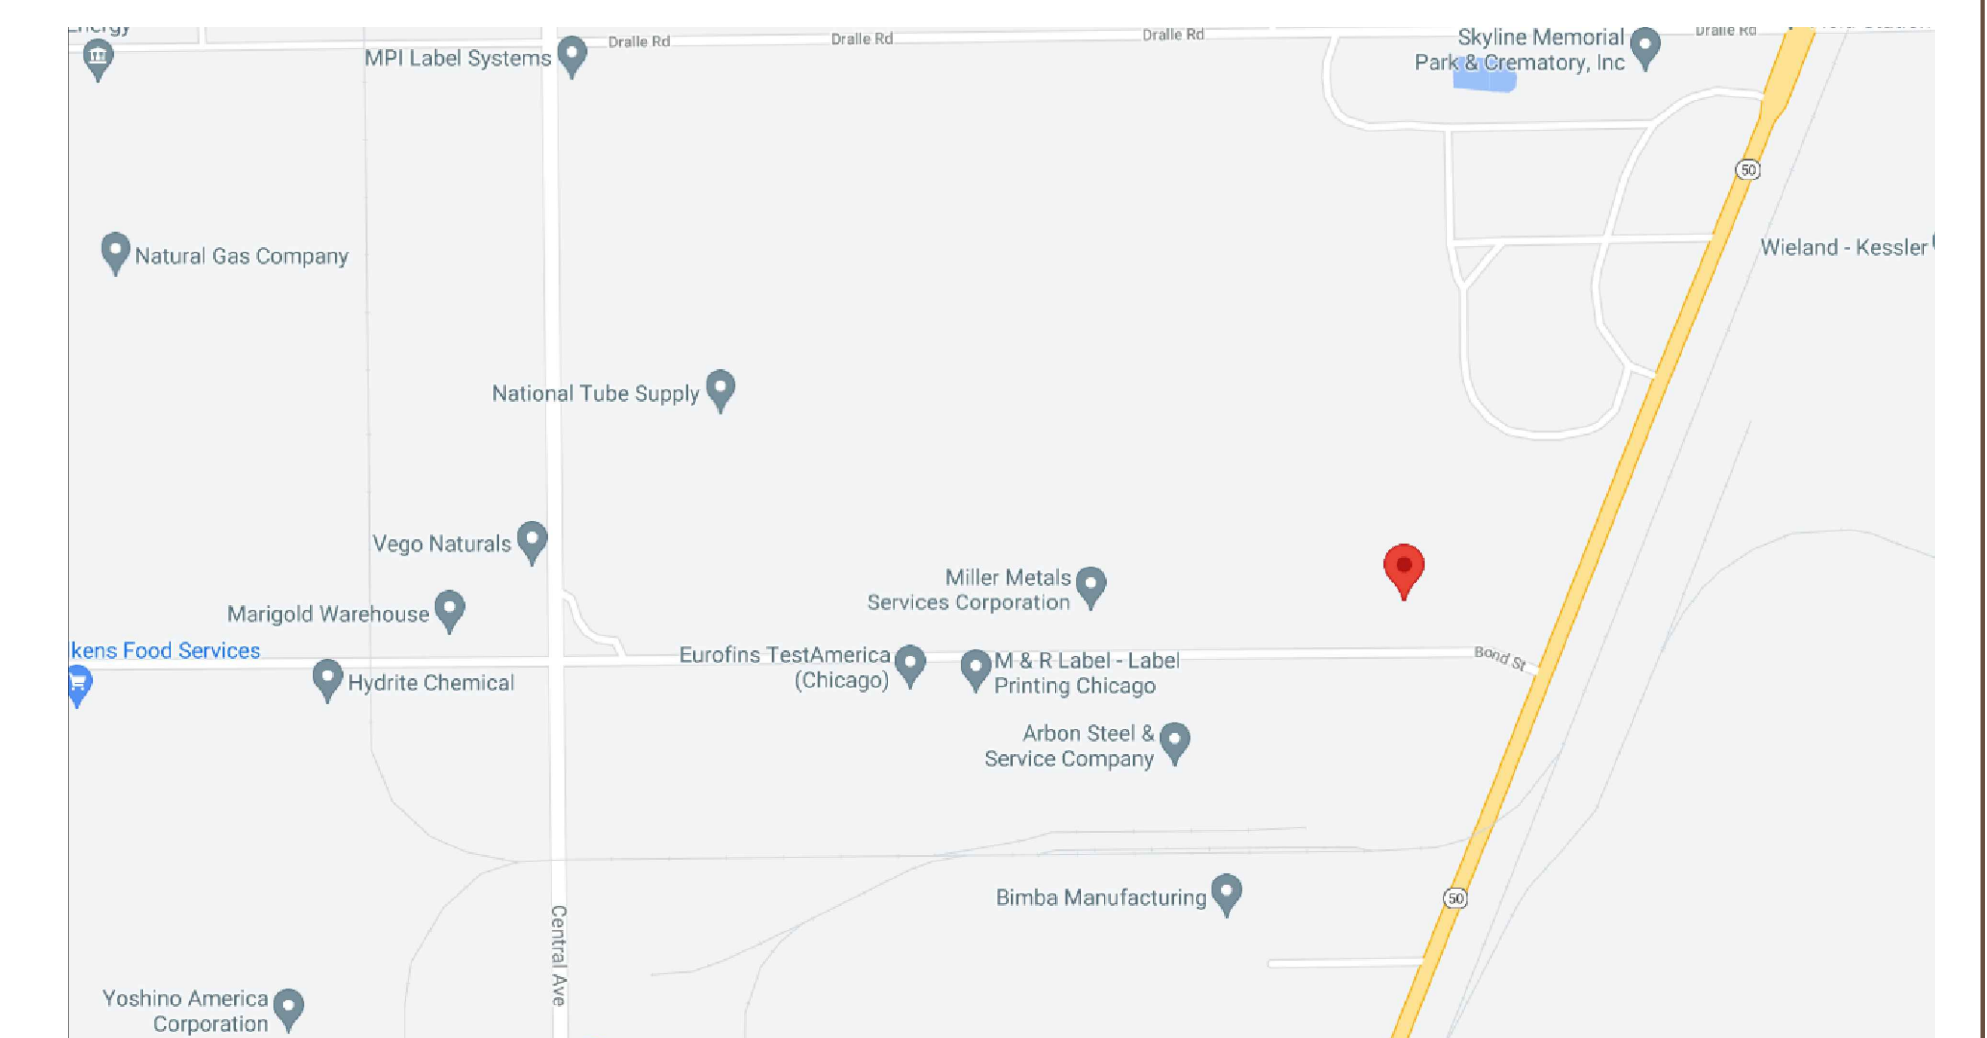 MPI Label Systems
Dralle Rd
Dralle Rd
Dralle Rd
Skyline Memorial
Park & Crematory, Inc
Dralle Rd
50
Natural Gas Company
Wieland - Kessler
National Tube Supply
Vego Naturals
Miller Metals
Services Corporation
Marigold Warehouse
kens Food Services
Eurofins TestAmerica
(Chicago)
M & R Label - Label
Printing Chicago
Bond St
Hydrite Chemical
Arbon Steel &
Service Company
Bimba Manufacturing
50
Central Ave
Yoshino America
Corporation